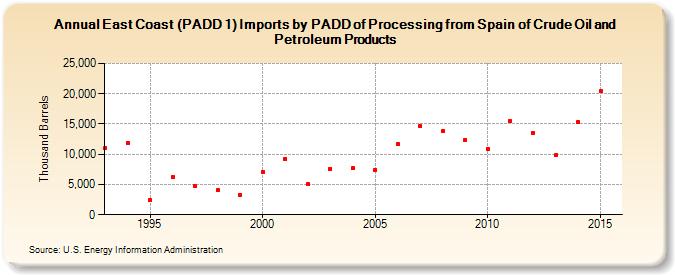 Annual East Coast (PADD 1) Imports by PADD of Processing from Spain of Crude Oil and
Petroleum Products
Thousand Barrels
25,000
20,000
15,000
10,000
5,000
0
1995
2000
2005
2010
2015
Source: U.S. Energy Information Administration